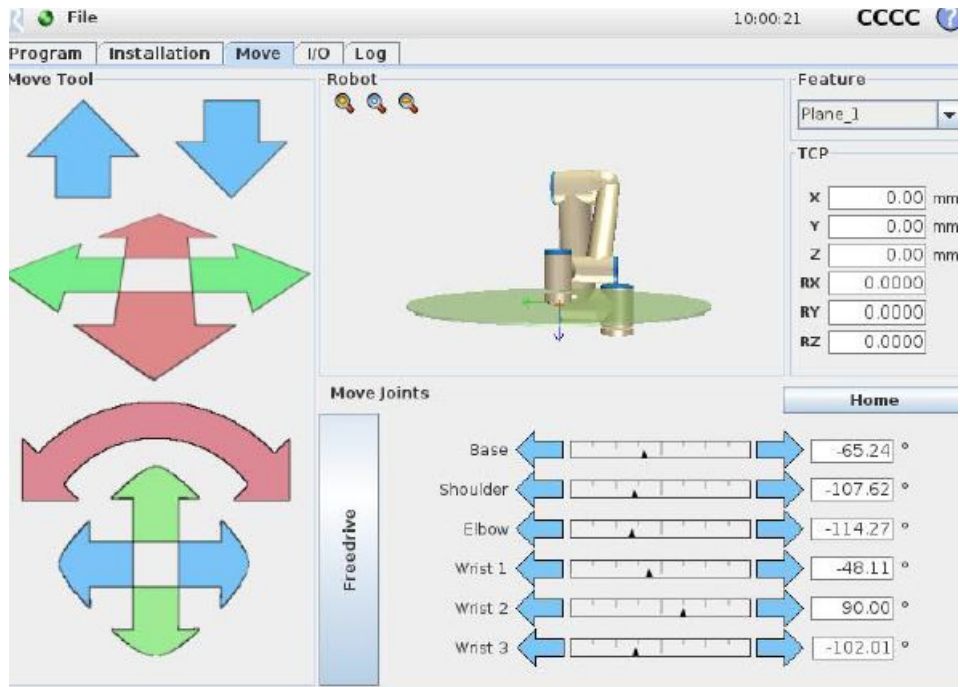 File 10:00:21 CCCC ?
Program Installation Move I/O Log
Move Tool
Robot
Feature
Plane_1
TCP
X 0.00 mm
Y 0.00 mm
Z 0.00 mm
RX 0.0000
RY 0.0000
RZ 0.0000
Move Joints
Home
Freedrive
Base -65.24 °
Shoulder -107.62 °
Elbow -114.27 °
Wrist 1 -48.11 °
Wrist 2 90.00 °
Wrist 3 -102.01 °